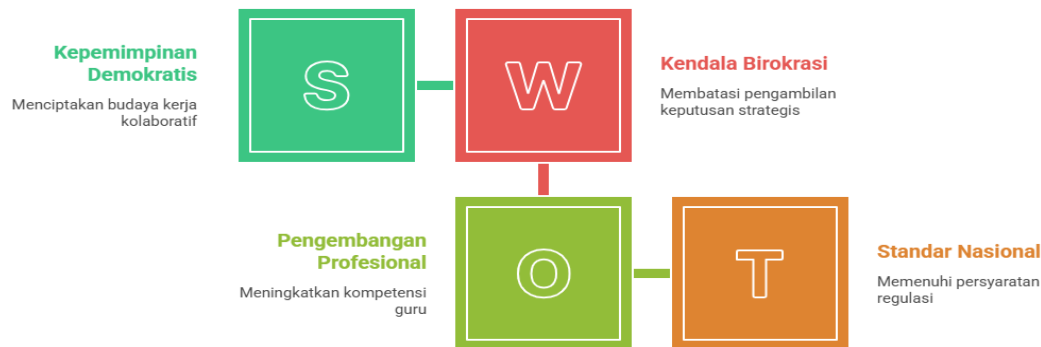 Kepemimpinan
Demokratis
Menciptakan budaya kerja
kolaboratif
S
W
Kendala Birokrasi
Membatasi pengambilan
keputusan strategis
Pengembangan
Profesional
Meningkatkan kompetensi
guru
O
T
Standar Nasional
Memenuhi persyaratan
regulasi